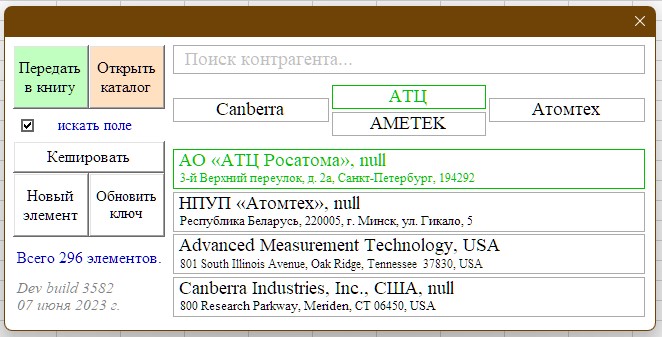 Передать
в книгу
Открыть
каталог
искать поле
Кешировать
Новый
элемент
Обновить
ключ
Всего 296 элементов.
Dev build 3582
07 июня 2023 г.
Поиск контрагента...
Canberra
АТЦ
AMETEK
Атомтех
АО «АТЦ Росатома», null
3-й Верхний переулок, д. 2а, Санкт-Петербург, 194292
НПУП «Атомтех», null
Республика Беларусь, 220005, г. Минск, ул. Гикало, 5
Advanced Measurement Technology, USA
801 South Illinois Avenue, Oak Ridge, Tennessee 37830, USA
Canberra Industries, Inc., США, null
800 Research Parkway, Meriden, CT 06450, USA